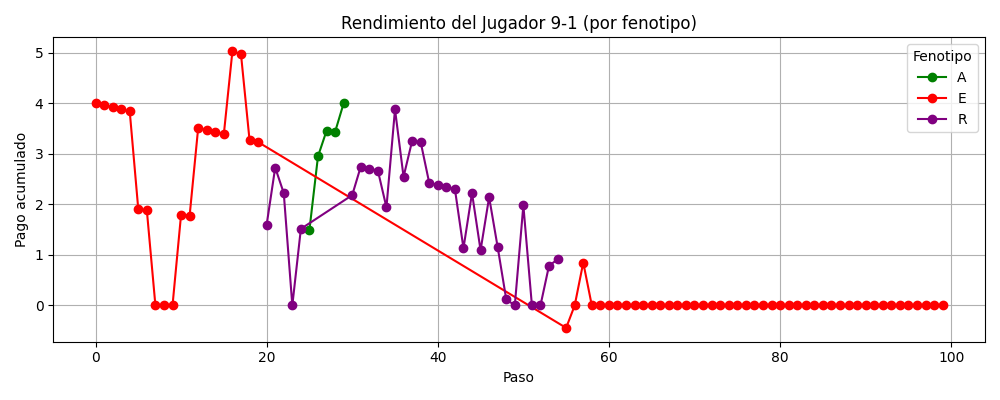 Rendimiento del Jugador 9-1 (por fenotipo)
Pago acumulado
5
4
3
2
1
0
0
20
40
60
80
100
Paso
Fenotipo
A
E
R